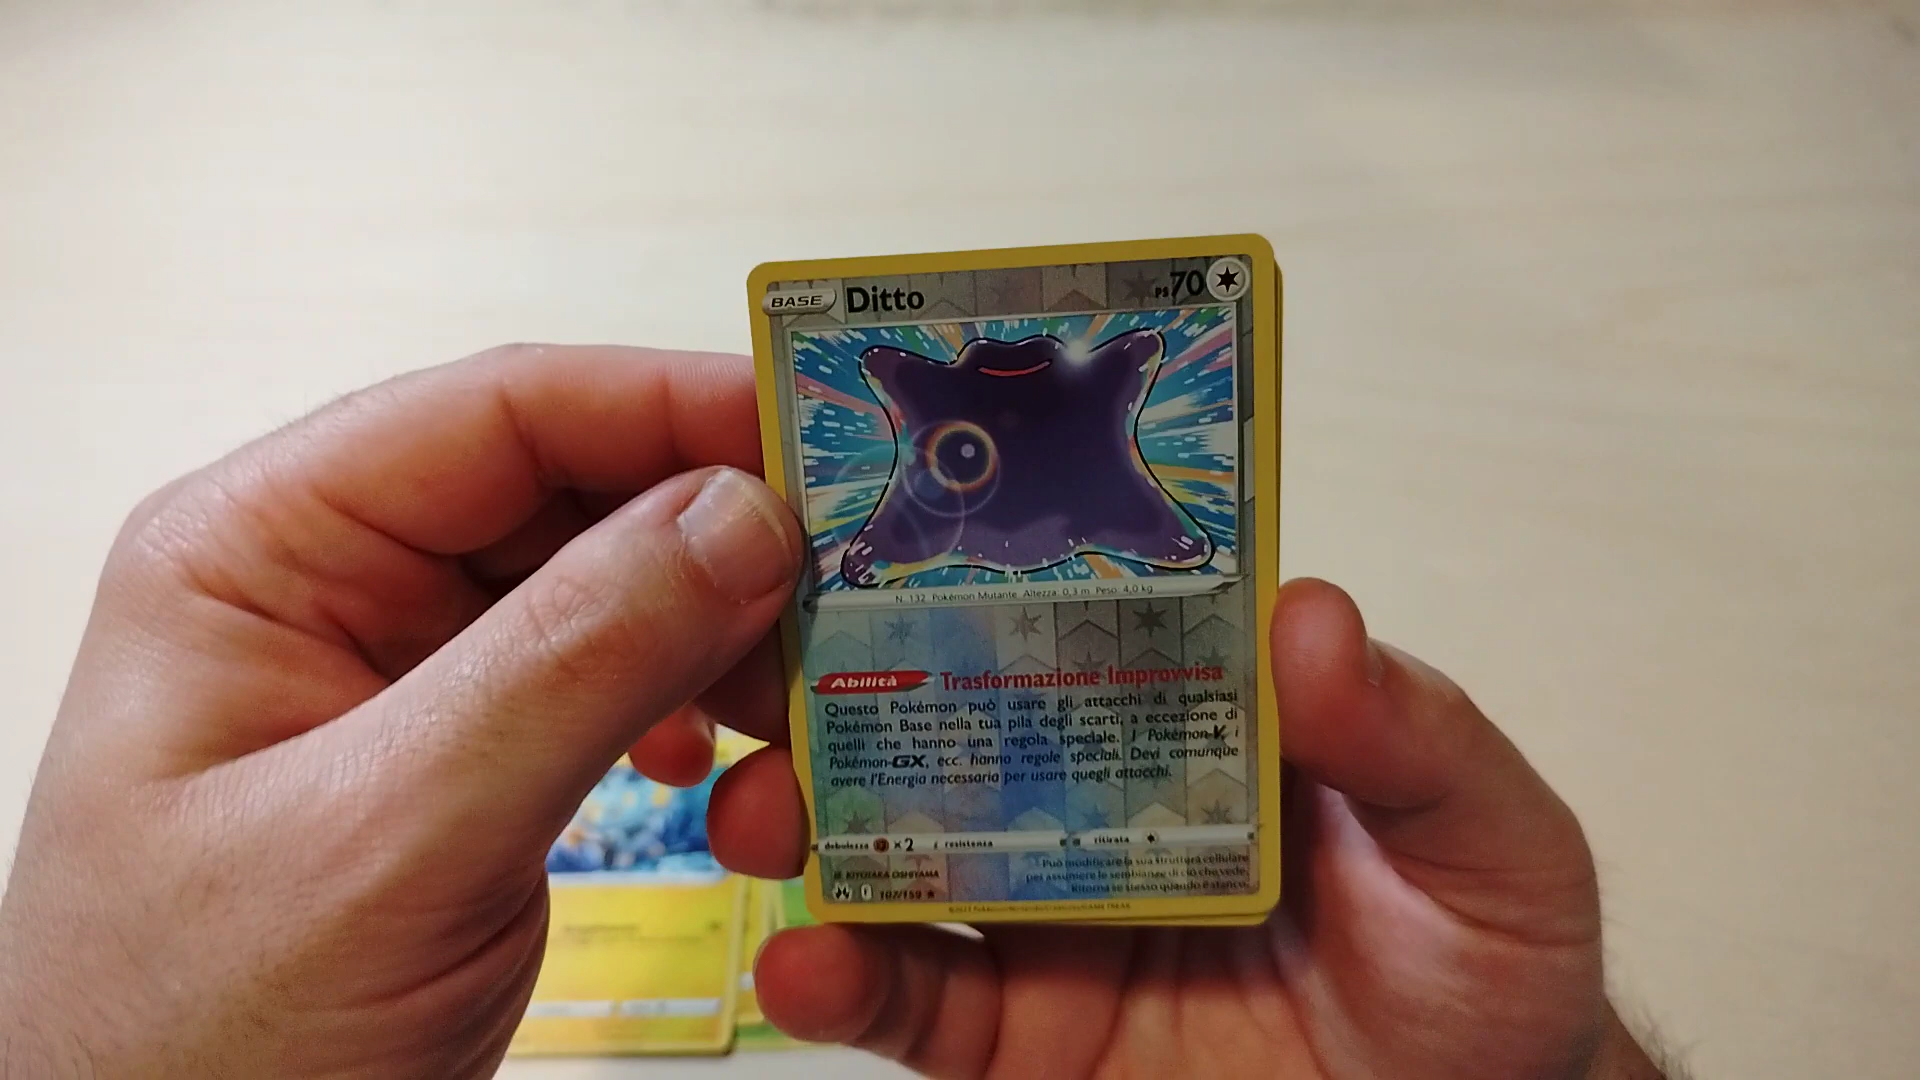 BASE Ditto PS 70
N. 132 Pokémon Mutante Altezza: 0,3 m Peso: 4,0 kg
Abilità Trasformazione Improvvisa
Questo Pokémon può usare gli attacchi di qualsiasi
Pokémon Base nella tua pila degli scarti, a eccezione di
quelli che hanno una regola speciale. I Pokémon-V, i
Pokémon-GX, ecc. hanno regole speciali. Devi comunque
avere l'Energia necessaria per usare quegli attacchi.
debolezza ×2 resistenza ritirata
Può modificare la sua struttura cellulare
per assumere le sembianze di ciò che vede.
Ritorna se stesso quando è stanco.
Ill. KIYOTAKA OSHIYAMA
107/159 ★